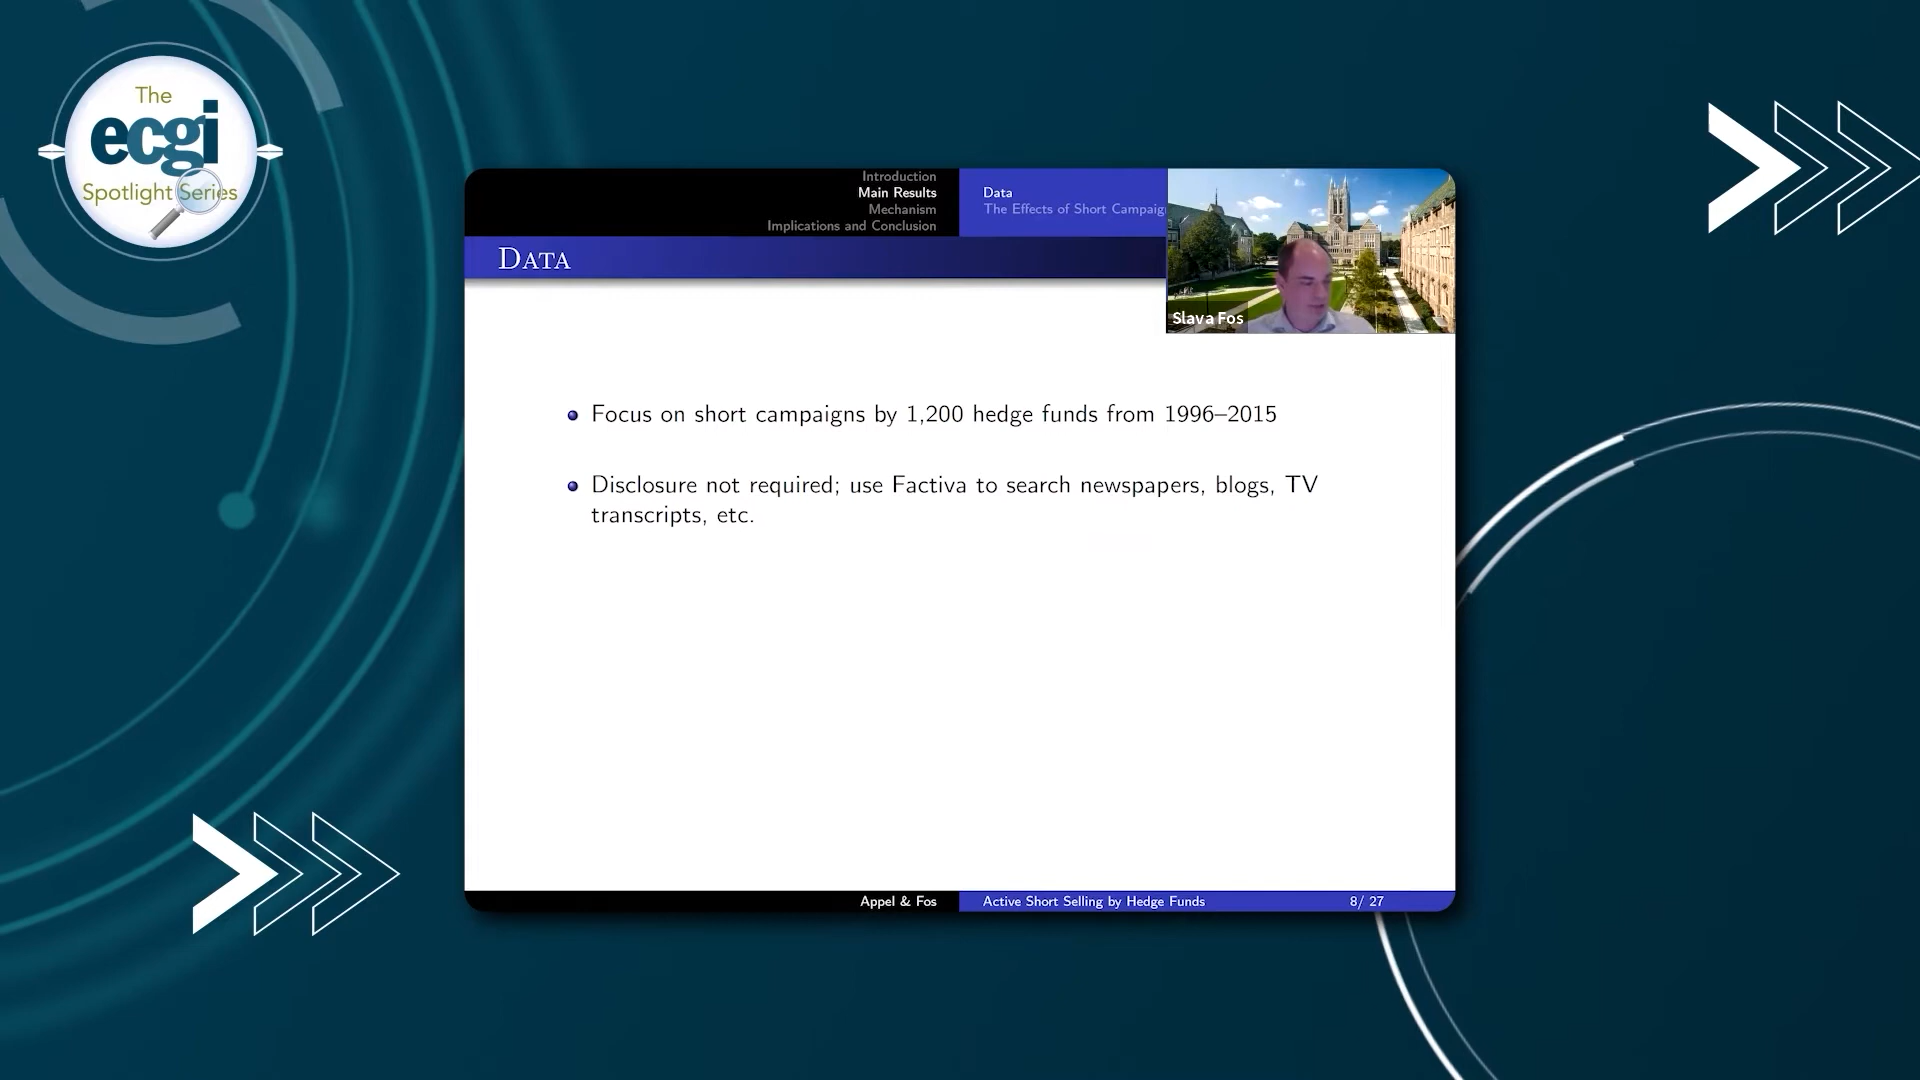 The
ecgi
Spotlight Series
Introduction
Main Results
Mechanism
Implications and Conclusion
Data
The Effects of Short Campaig
DATA
Slava Fos
Focus on short campaigns by 1,200 hedge funds from 1996–2015
Disclosure not required; use Factiva to search newspapers, blogs, TV
transcripts, etc.
Appel & Fos
Active Short Selling by Hedge Funds
8/ 27